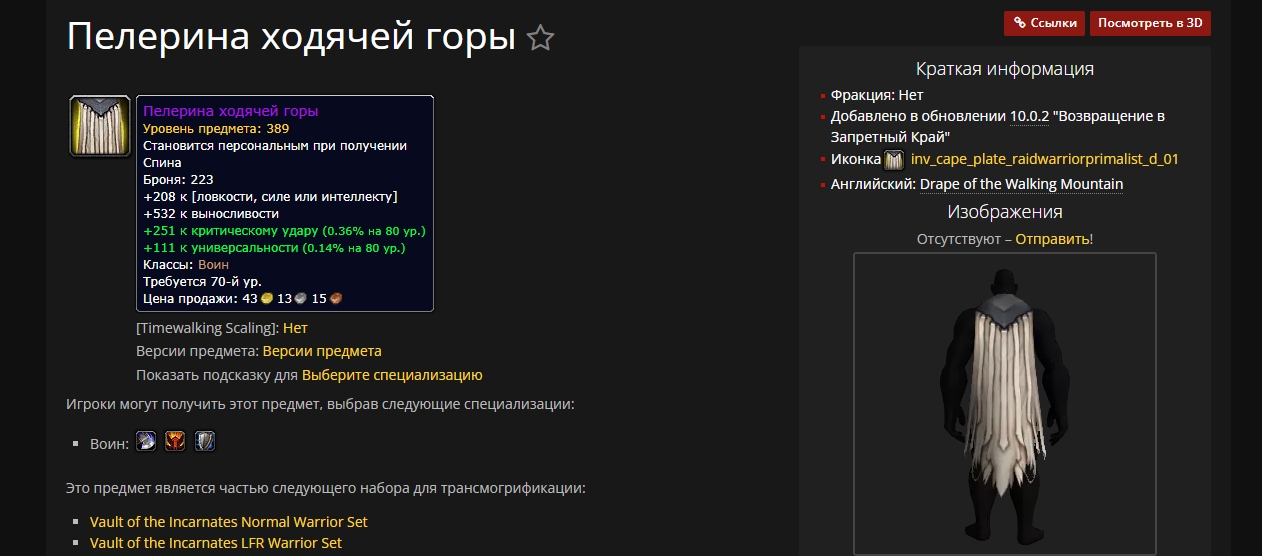 Пелерина ходячей горы
Ссылки
Посмотреть в 3D
Пелерина ходячей горы
Уровень предмета: 389
Становится персональным при получении
Спина
Броня: 223
+208 к [ловкости, силе или интеллекту]
+532 к выносливости
+251 к критическому удару (0.36% на 80 ур.)
+111 к универсальности (0.14% на 80 ур.)
Классы: Воин
Требуется 70-й ур.
Цена продажи: 43 13 15
[Timewalking Scaling]: Нет
Версии предмета: Версии предмета
Показать подсказку для Выберите специализацию
Игроки могут получить этот предмет, выбрав следующие специализации:
Воин:
Это предмет является частью следующего набора для трансмогрификации:
Vault of the Incarnates Normal Warrior Set
Vault of the Incarnates LFR Warrior Set
Краткая информация
Фракция: Нет
Добавлено в обновлении 10.0.2 "Возвращение в
Запретный Край"
Иконка inv_cape_plate_raidwarriorprimalist_d_01
Английский: Drape of the Walking Mountain
Изображения
Отсутствуют – Отправить!